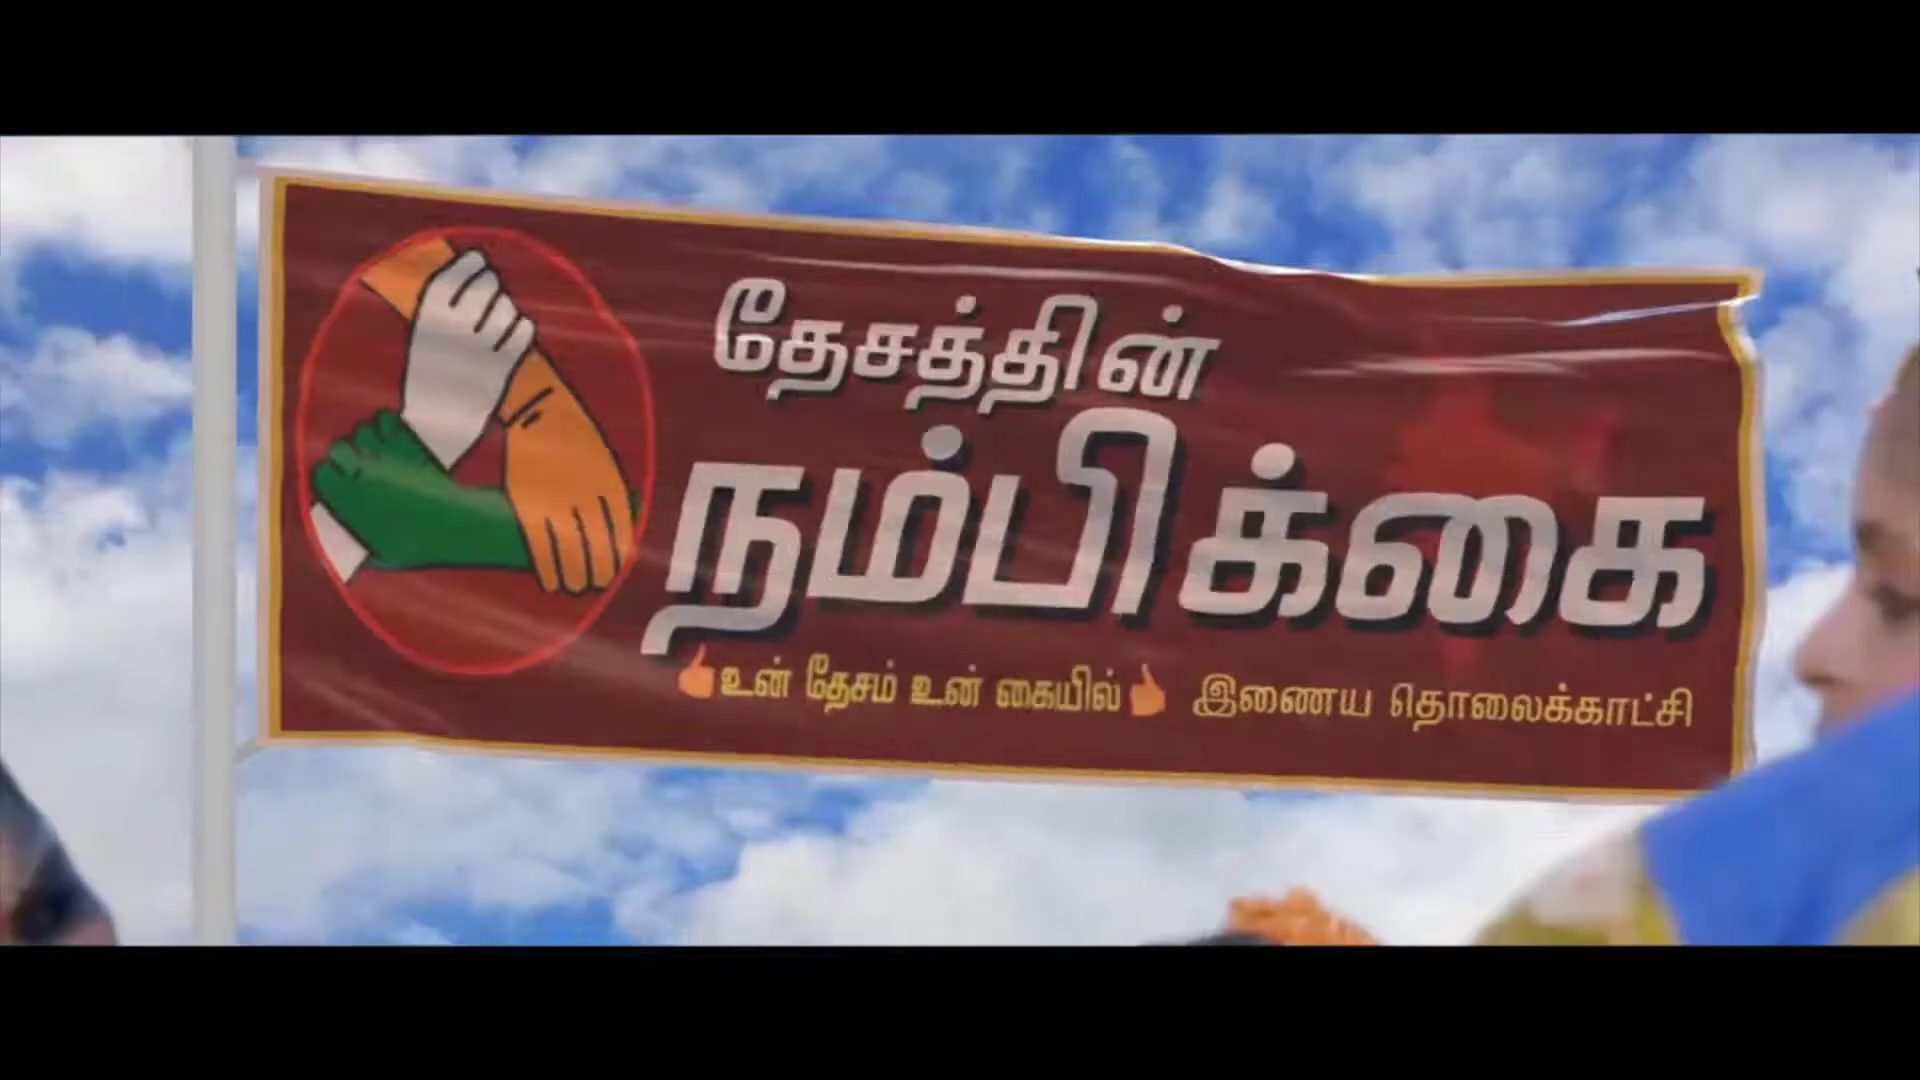 தேசத்தின்
நம்பிக்கை
உன் தேசம் உன் கையில் இணைய தொலைக்காட்சி